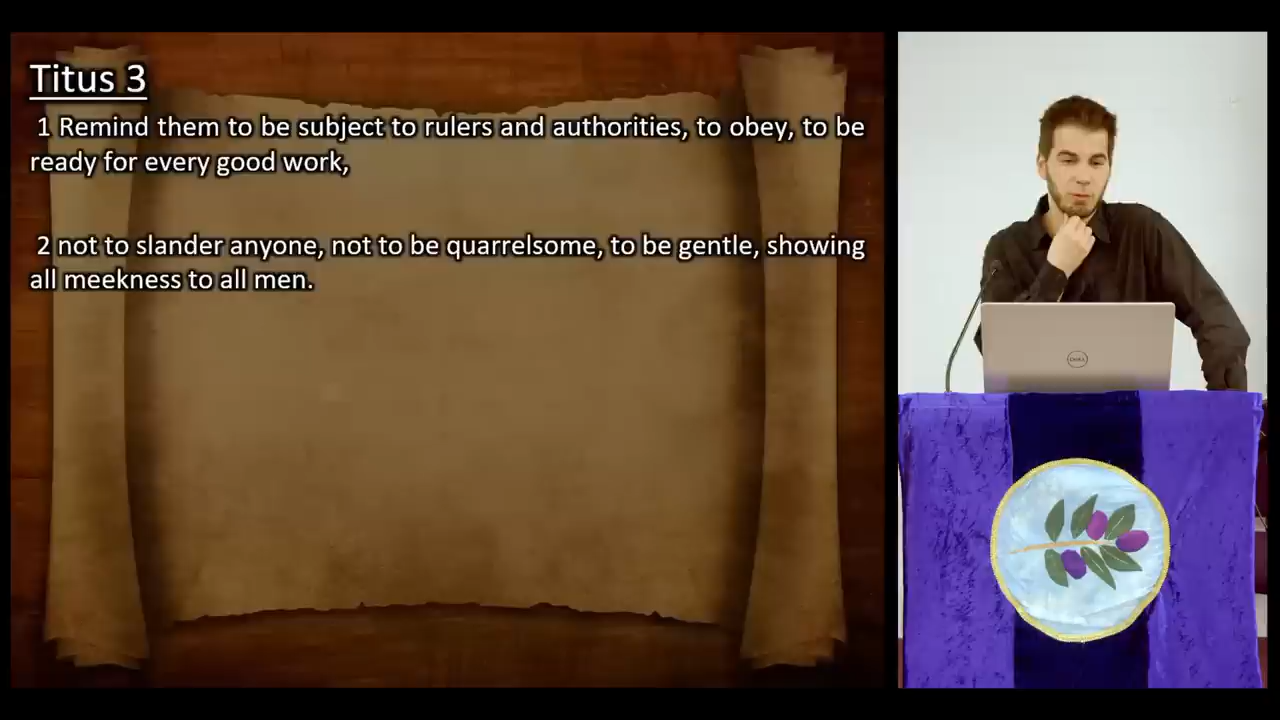 Titus 3
1 Remind them to be subject to rulers and authorities, to obey, to be
ready for every good work,
2 not to slander anyone, not to be quarrelsome, to be gentle, showing
all meekness to all men.
DELL